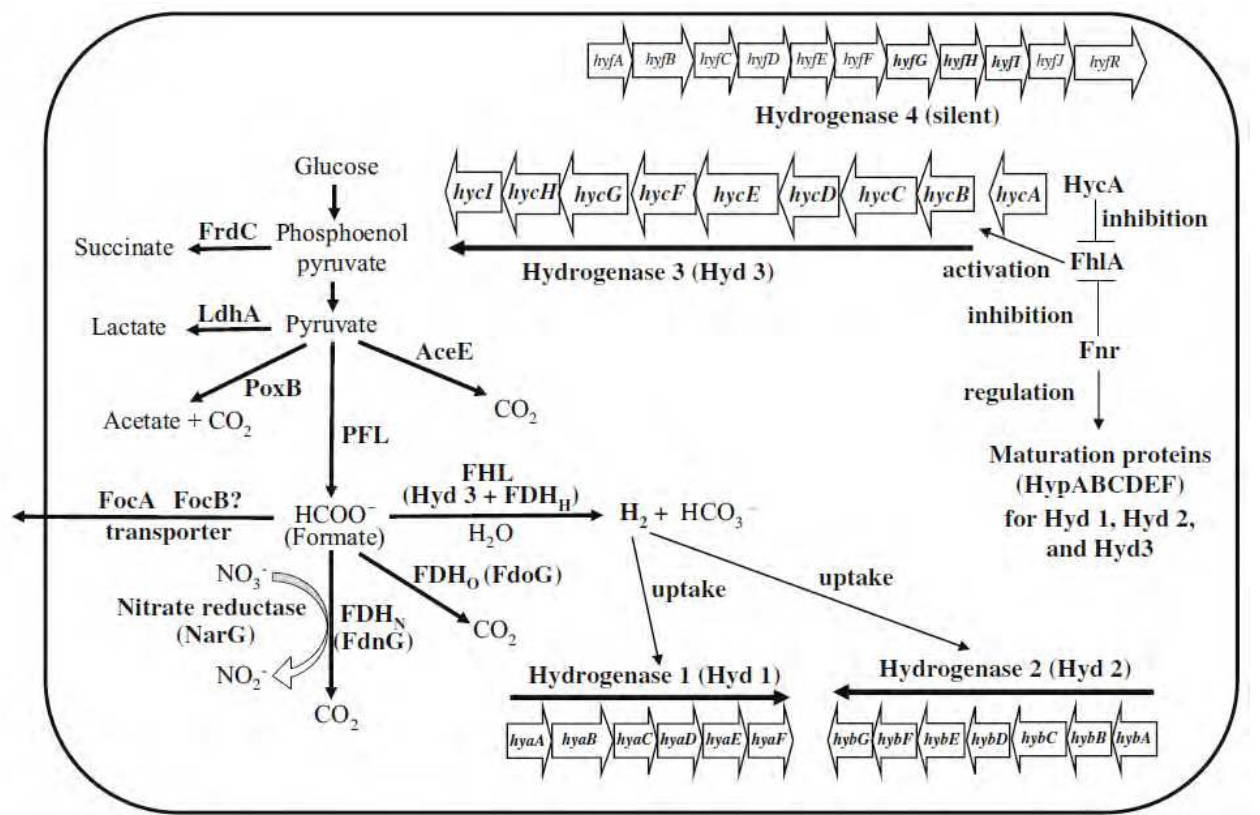 hyfA hyfB hyfC hyfD hyfE hyfF hyfG hyfH hyfI hyfJ hyfR
Hydrogenase 4 (silent)
Glucose
hycI hycH hycG hycF hycE hycD hycC hycB hycA
HycA
inhibition
Succinate
FrdC
Phosphoenol
pyruvate
Hydrogenase 3 (Hyd 3)
activation
FhlA
inhibition
Lactate
LdhA
Pyruvate
AceE
Fnr
PoxB
regulation
Acetate + CO₂
CO₂
PFL
Maturation proteins
(HypABCDEF)
for Hyd 1, Hyd 2,
and Hyd3
FocA FocB?
transporter
HCOO⁻
(Formate)
FHL
(Hyd 3 + FDH_H)
H₂O
H₂ + HCO₃⁻
NO₃⁻
Nitrate reductase
(NarG)
NO₂⁻
FDH_N
(FdnG)
CO₂
FDH_O (FdoG)
CO₂
uptake
uptake
Hydrogenase 1 (Hyd 1)
hyaA hyaB hyaC hyaD hyaE hyaF
Hydrogenase 2 (Hyd 2)
hybG hybF hybE hybD hybC hybB hybA